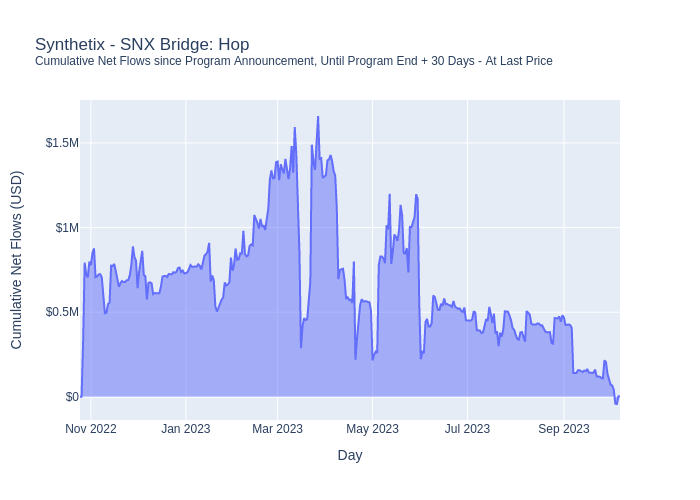 Synthetix - SNX Bridge: Hop
Cumulative Net Flows since Program Announcement, Until Program End + 30 Days - At Last Price
Cumulative Net Flows (USD)
$1.5M
$1M
$0.5M
$0
Nov 2022
Jan 2023
Mar 2023
May 2023
Jul 2023
Sep 2023
Day